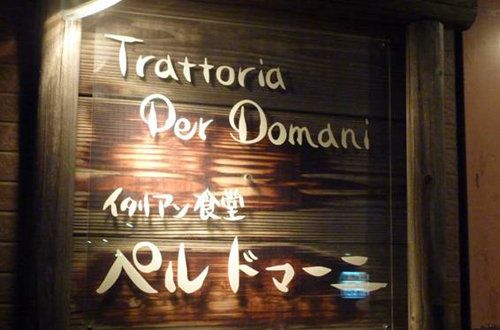 Trattoria
Per Domani
イタリアン食堂
ペルドマーニ